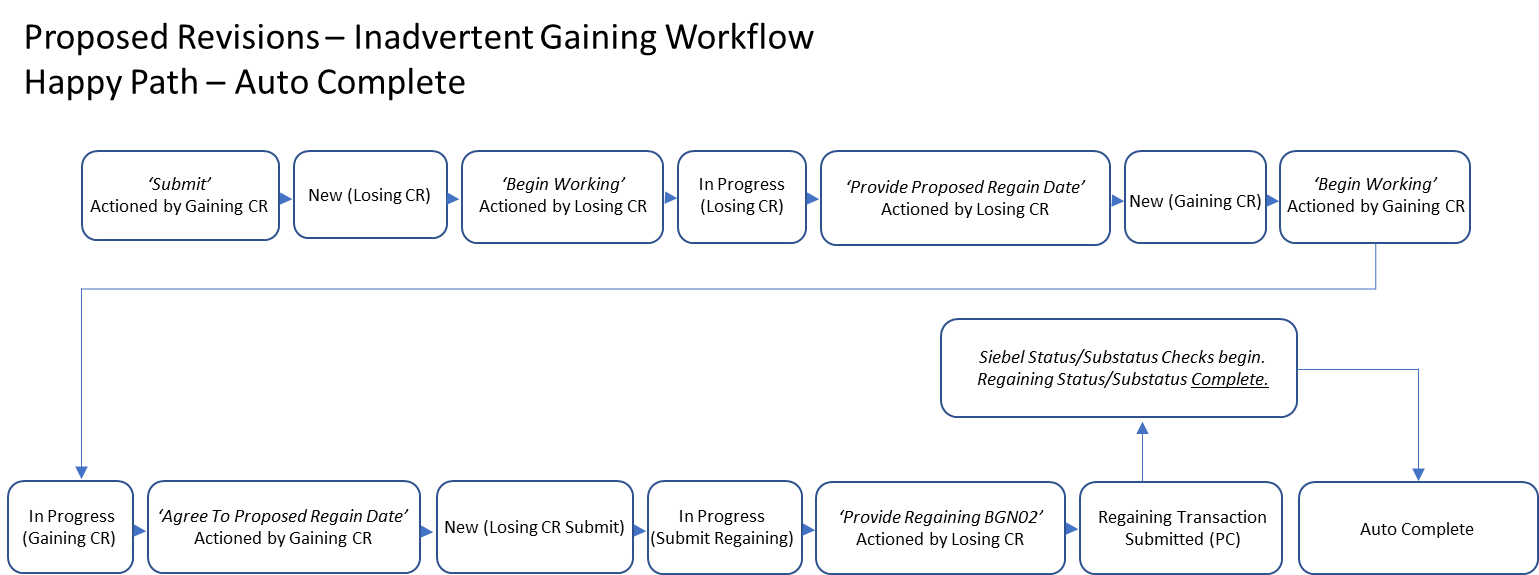 Proposed Revisions – Inadvertent Gaining Workflow
Happy Path – Auto Complete
‘Submit’
Actioned by Gaining CR
New (Losing CR)
‘Begin Working’
Actioned by Losing CR
In Progress
(Losing CR)
‘Provide Proposed Regain Date’
Actioned by Losing CR
New (Gaining CR)
‘Begin Working’
Actioned by Gaining CR
Siebel Status/Substatus Checks begin.
Regaining Status/Substatus Complete.
In Progress
(Gaining CR)
‘Agree To Proposed Regain Date’
Actioned by Gaining CR
New (Losing CR Submit)
In Progress
(Submit Regaining)
‘Provide Regaining BGN02’
Actioned by Losing CR
Regaining Transaction
Submitted (PC)
Auto Complete